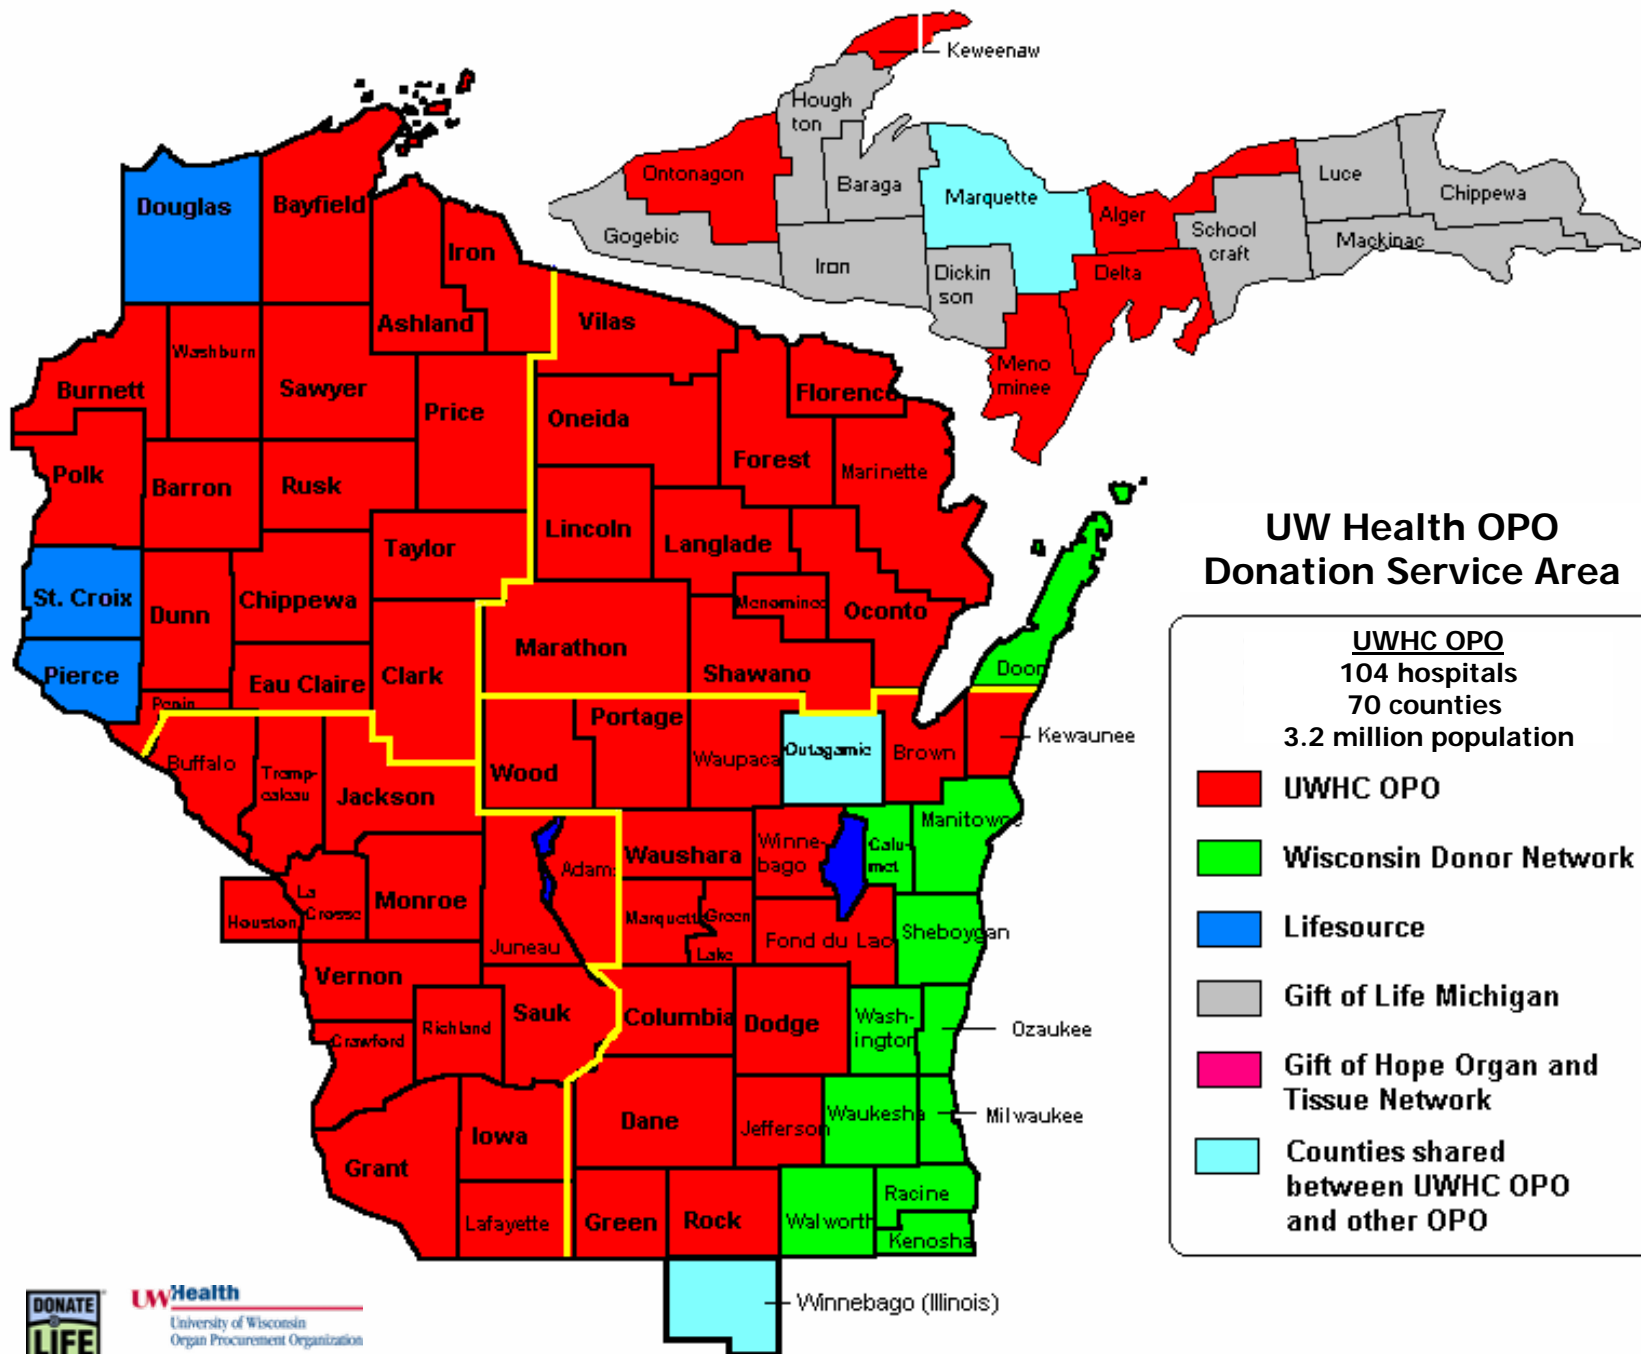 Keweenaw
Hough
ton
Ontonagon
Baraga
Marquette
Alger
Luce
Chippewa
School
craft
Mackinac
Gogebic
Iron
Dickin
son
Delta
Meno
minee
Douglas
Bayfield
Iron
Ashland
Vilas
Washburn
Burnett
Sawyer
Price
Florence
Oneida
Forest
Marinette
Polk
Barron
Rusk
Lincoln
Langlade
Taylor
St. Croix
Dunn
Chippewa
Menominee
Oconto
Marathon
Pierce
Eau Claire
Clark
Shawano
Door
Pepin
Buffalo
Tremp-
ealeau
Jackson
Wood
Portage
Waupaca
Outagamie
Brown
Kewaunee
Manitowoc
Waushara
Winne-
bago
Calu-
met
Adams
La
Crosse
Houston
Monroe
Juneau
Marquette
Green
Lake
Fond du Lac
Sheboygan
Vernon
Richland
Sauk
Columbia
Dodge
Wash-
ington
Ozaukee
Crawford
Iowa
Dane
Jefferson
Waukesha
Milwaukee
Grant
Lafayette
Green
Rock
Walworth
Racine
Kenosha
Winnebago (Illinois)
UW Health OPO
Donation Service Area
UWHC OPO
104 hospitals
70 counties
3.2 million population
UWHC OPO
Wisconsin Donor Network
Lifesource
Gift of Life Michigan
Gift of Hope Organ and
Tissue Network
Counties shared
between UWHC OPO
and other OPO
DONATE
LIFE
UW Health
University of Wisconsin
Organ Procurement Organization